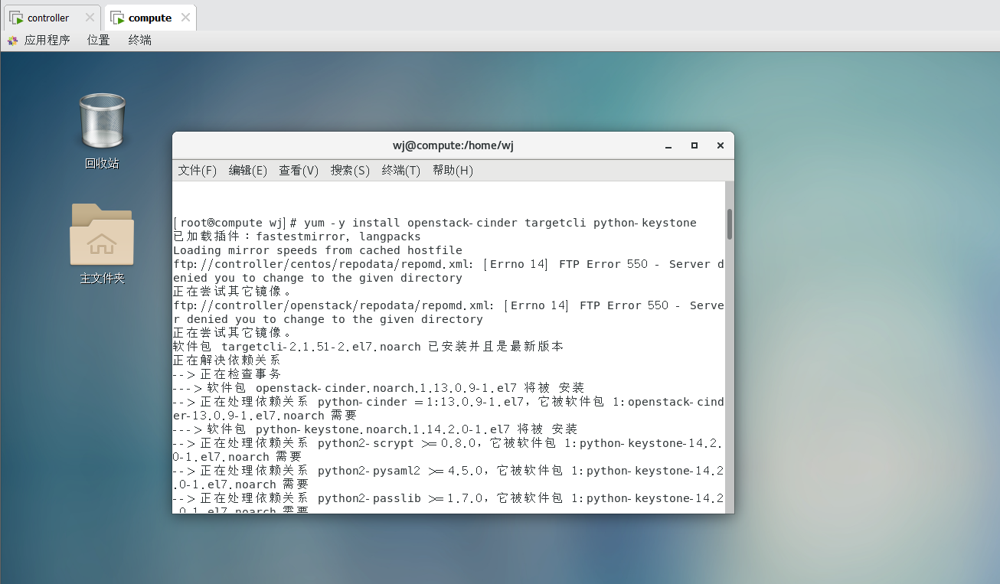 controller
compute
应用程序 位置 终端
回收站
主文件夹
wj@compute:/home/wj
文件(F) 编辑(E) 查看(V) 搜索(S) 终端(T) 帮助(H)
[root@compute wj]# yum -y install openstack-cinder targetcli python-keystone
已加载插件：fastestmirror, langpacks
Loading mirror speeds from cached hostfile
ftp://controller/centos/repodata/repomd.xml: [Errno 14] FTP Error 550 - Server d
enied you to change to the given directory
正在尝试其它镜像。
ftp://controller/openstack/repodata/repomd.xml: [Errno 14] FTP Error 550 - Serve
r denied you to change to the given directory
正在尝试其它镜像。
软件包 targetcli-2.1.51-2.el7.noarch 已安装并且是最新版本
正在解决依赖关系
--> 正在检查事务
---> 软件包 openstack-cinder.noarch.1.13.0.9-1.el7 将被 安装
--> 正在处理依赖关系 python-cinder = 1:13.0.9-1.el7，它被软件包 1:openstack-cind
er-13.0.9-1.el7.noarch 需要
---> 软件包 python-keystone.noarch.1.14.2.0-1.el7 将被 安装
--> 正在处理依赖关系 python2-scrypt >= 0.8.0，它被软件包 1:python-keystone-14.2.
0-1.el7.noarch 需要
--> 正在处理依赖关系 python2-pysaml2 >= 4.5.0，它被软件包 1:python-keystone-14.2
.0-1.el7.noarch 需要
--> 正在处理依赖关系 python2-passlib >= 1.7.0，它被软件包 1:python-keystone-14.2
.0-1.el7.noarch 需要